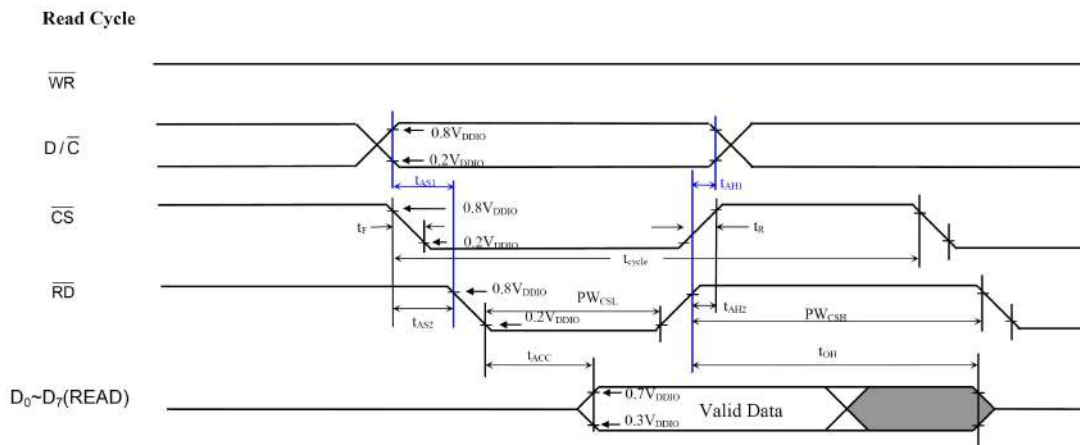 Read Cycle
WR
D / C
0.8VDDIO
0.2VDDIO
tAS1
tAH1
CS
0.8VDDIO
tF
tR
0.2VDDIO
tcycle
RD
0.8VDDIO
PWCSL
tAS2
0.2VDDIO
tAH2
PWCSH
tACC
tOH
D0~D7(READ)
0.7VDDIO
Valid Data
0.3VDDIO